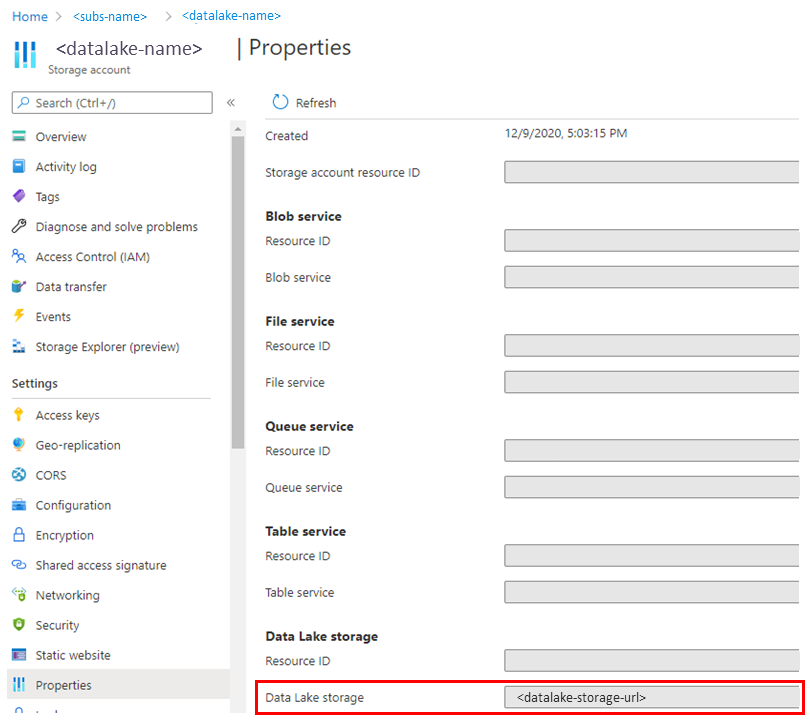 Home > <subs-name> > <datalake-name>
<datalake-name> | Properties
Storage account
Search (Ctrl+/)
«
Overview
Activity log
Tags
Diagnose and solve problems
Access Control (IAM)
Data transfer
Events
Storage Explorer (preview)
Settings
Access keys
Geo-replication
CORS
Configuration
Encryption
Shared access signature
Networking
Security
Static website
Properties
Refresh
Created 12/9/2020, 5:03:15 PM
Storage account resource ID
Blob service
Resource ID
Blob service
File service
Resource ID
File service
Queue service
Resource ID
Queue service
Table service
Resource ID
Table service
Data Lake storage
Resource ID
Data Lake storage <datalake-storage-url>